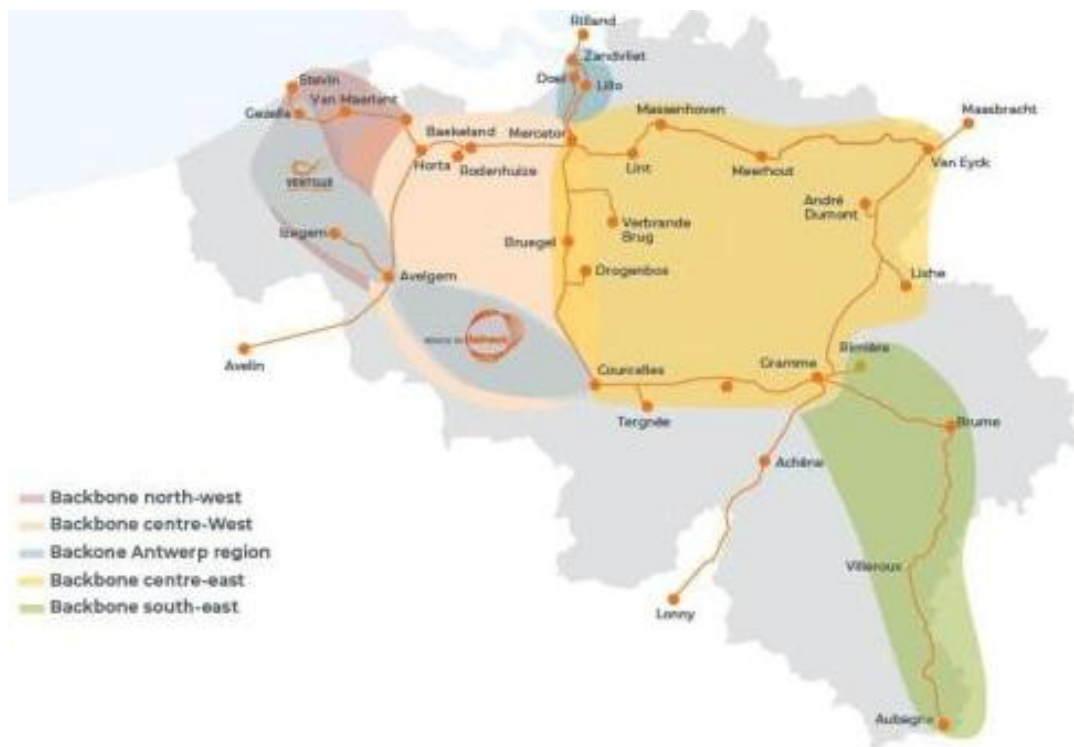 Rilland
Zandvliet
Doel
Lillo
Stevin
Gezelle
Van Maerlant
Massenhoven
Maasbracht
Baekeland
Mercator
Horta
Rodenhuize
Lint
Meerhout
Van Eyck
VENTILUS
André
Dumont
Izegem
Verbrande
Brug
Bruegel
Drogenbos
Lixhe
Avelgem
Avelin
Rimière
Gramme
Courcelles
Tergnée
Brume
Achêne
Backbone north-west
Backbone centre-West
Backone Antwerp region
Backbone centre-east
Backbone south-east
Villeroux
Lonny
Aubange